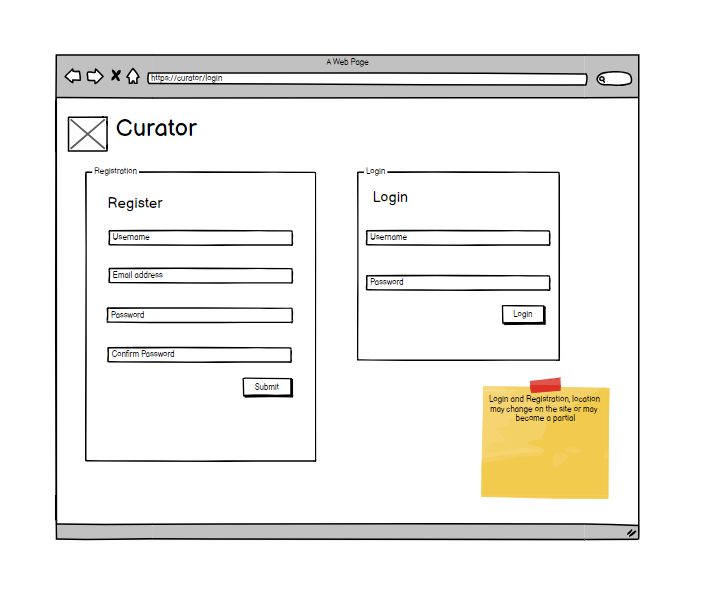 A Web Page
https://curator/login
Curator
Registration
Register
Username
Email address
Password
Confirm Password
Submit
Login
Login
Username
Password
Login
Login and Registration, location
may change on the site or may
become a partial